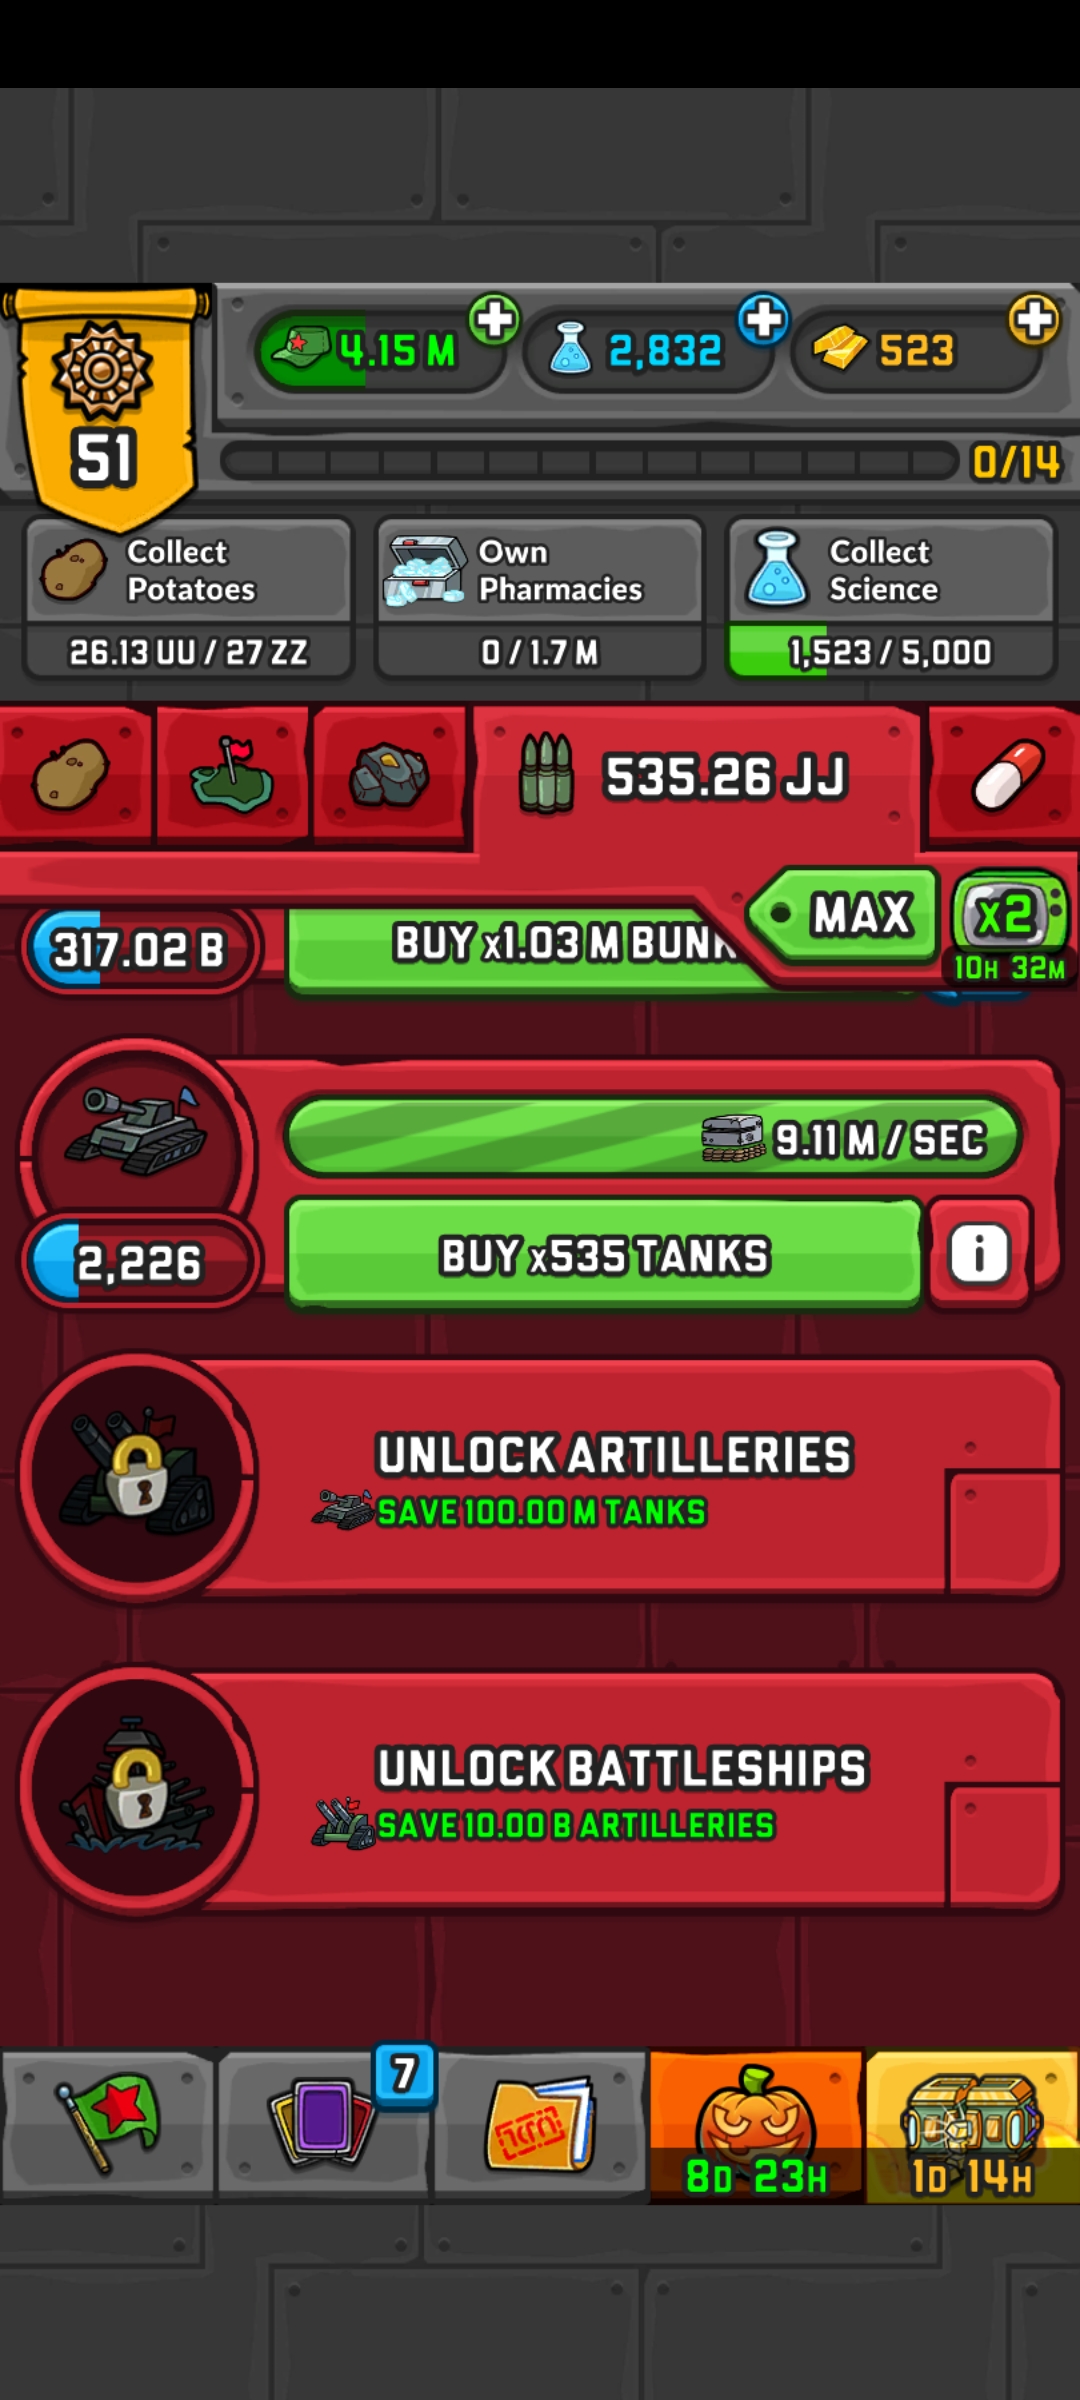 4.15 M
2,832
523
51
0/14
Collect
Potatoes
26.13 UU / 27 ZZ
Own
Pharmacies
0 / 1.7 M
Collect
Science
1,523 / 5,000
535.26 JJ
MAX
x2
10H 32M
317.02 B
BUY x1.03 M
9.11 M / SEC
2,226
BUY x535 TANKS
i
UNLOCK ARTILLERIES
SAVE 100.00 M TANKS
UNLOCK BATTLESHIPS
SAVE 10.00 B ARTILLERIES
7
8D 23H
1D 14H